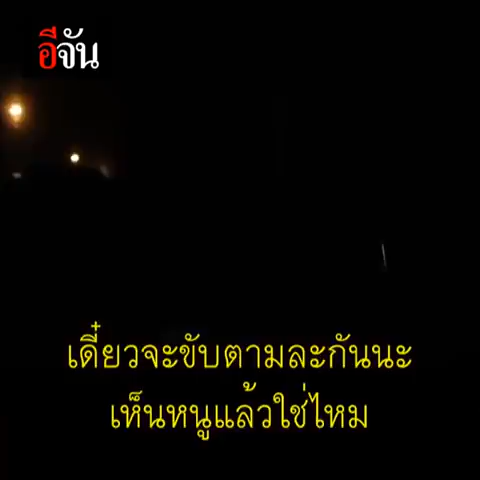 อีจัน
เดี๋ยวจะขับตามละกันนะ
เห็นหนูแล้วใช่ไหม